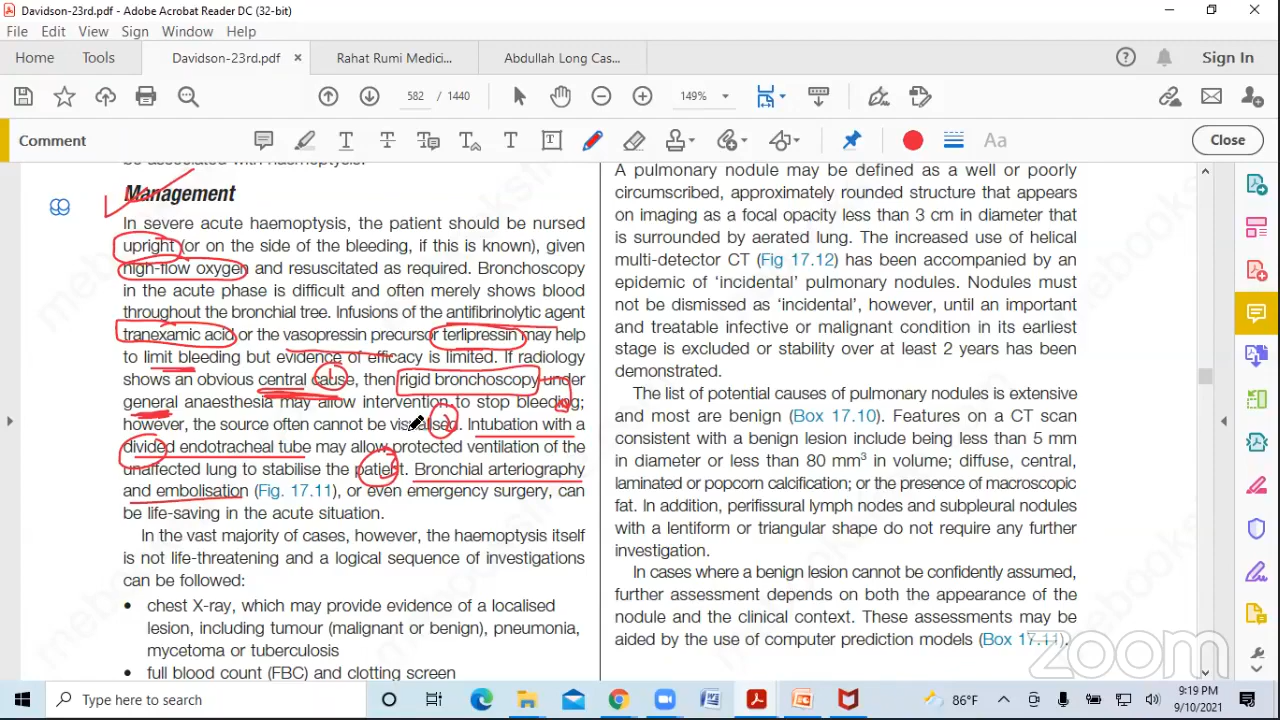 Davidson-23rd.pdf - Adobe Acrobat Reader DC (32-bit)
File Edit View Sign Window Help
Home Tools Davidson-23rd.pdf × Rahat Rumi Medici... Abdullah Long Cas... Sign In
582 / 1440 149%
Comment Close
Management
In severe acute haemoptysis, the patient should be nursed
upright (or on the side of the bleeding, if this is known), given
high-flow oxygen and resuscitated as required. Bronchoscopy
in the acute phase is difficult and often merely shows blood
throughout the bronchial tree. Infusions of the antifibrinolytic agent
tranexamic acid or the vasopressin precursor terlipressin may help
to limit bleeding but evidence of efficacy is limited. If radiology
shows an obvious central cause, then rigid bronchoscopy under
general anaesthesia may allow intervention to stop bleeding;
however, the source often cannot be visualised. Intubation with a
divided endotracheal tube may allow protected ventilation of the
unaffected lung to stabilise the patient. Bronchial arteriography
and embolisation (Fig. 17.11), or even emergency surgery, can
be life-saving in the acute situation.
In the vast majority of cases, however, the haemoptysis itself
is not life-threatening and a logical sequence of investigations
can be followed:
• chest X-ray, which may provide evidence of a localised
lesion, including tumour (malignant or benign), pneumonia,
mycetoma or tuberculosis
• full blood count (FBC) and clotting screen
A pulmonary nodule may be defined as a well or poorly
circumscribed, approximately rounded structure that appears
on imaging as a focal opacity less than 3 cm in diameter that
is surrounded by aerated lung. The increased use of helical
multi-detector CT (Fig 17.12) has been accompanied by an
epidemic of ‘incidental’ pulmonary nodules. Nodules must
not be dismissed as ‘incidental’, however, until an important
and treatable infective or malignant condition in its earliest
stage is excluded or stability over at least 2 years has been
demonstrated.
The list of potential causes of pulmonary nodules is extensive
and most are benign (Box 17.10). Features on a CT scan
consistent with a benign lesion include being less than 5 mm
in diameter or less than 80 mm³ in volume; diffuse, central,
laminated or popcorn calcification; or the presence of macroscopic
fat. In addition, perifissural lymph nodes and subpleural nodules
with a lentiform or triangular shape do not require any further
investigation.
In cases where a benign lesion cannot be confidently assumed,
further assessment depends on both the appearance of the
nodule and the clinical context. These assessments may be
aided by the use of computer prediction models (Box 17.11).
zoom
Type here to search
86°F
9:19 PM
9/10/2021